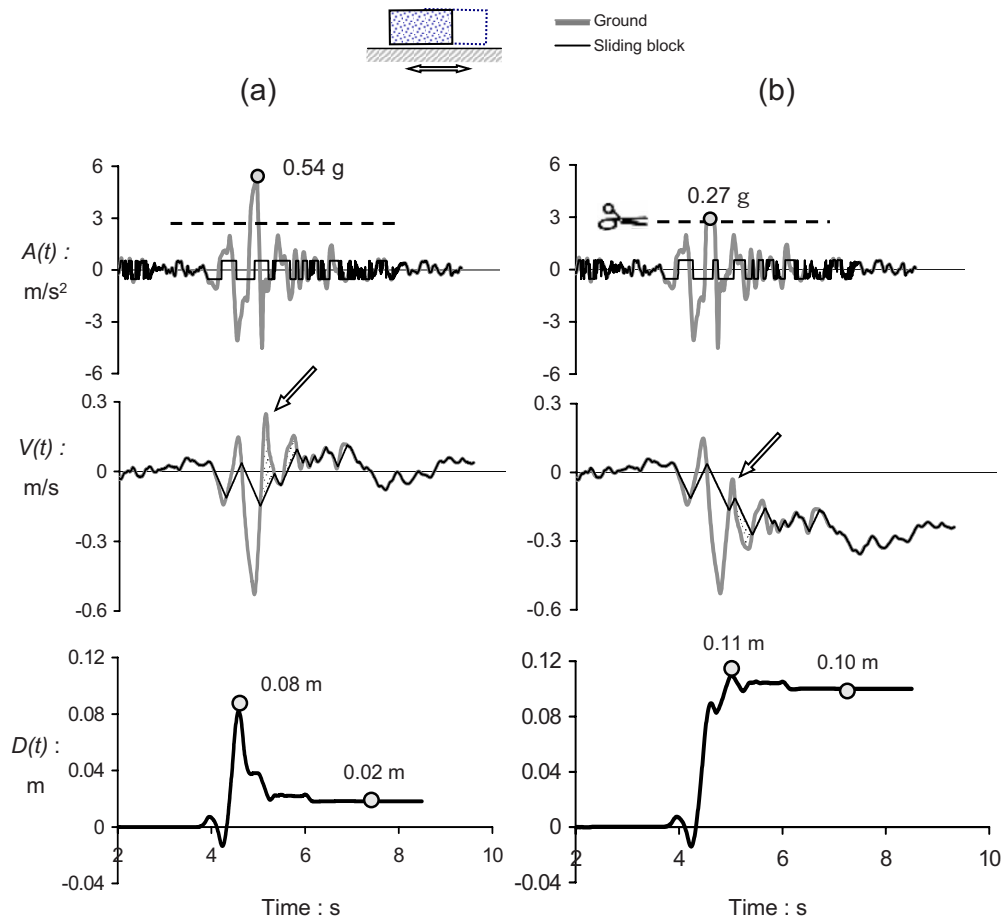 Ground
Sliding block
(a)
(b)
0.54 g
0.27 g
A(t) :
m/s²
6
3
0
-3
-6
6
3
0
-3
-6
V(t) :
m/s
0.3
0
-0.3
-0.6
0.3
0
-0.3
-0.6
D(t) :
m
0.12
0.08
0.04
0
-0.04
0.08 m
0.02 m
2 4 6 8 10
Time : s
0.12
0.08
0.04
0
-0.04
0.11 m
0.10 m
2 4 6 8 10
Time : s